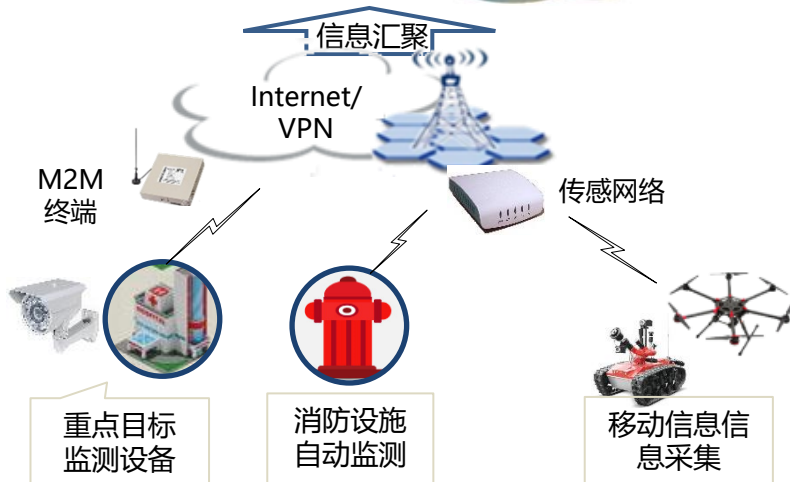 信息汇聚
Internet/
VPN
M2M
终端
传感网络
HOSPITAL
重点目标
监测设备
消防设施
自动监测
移动信息信
息采集